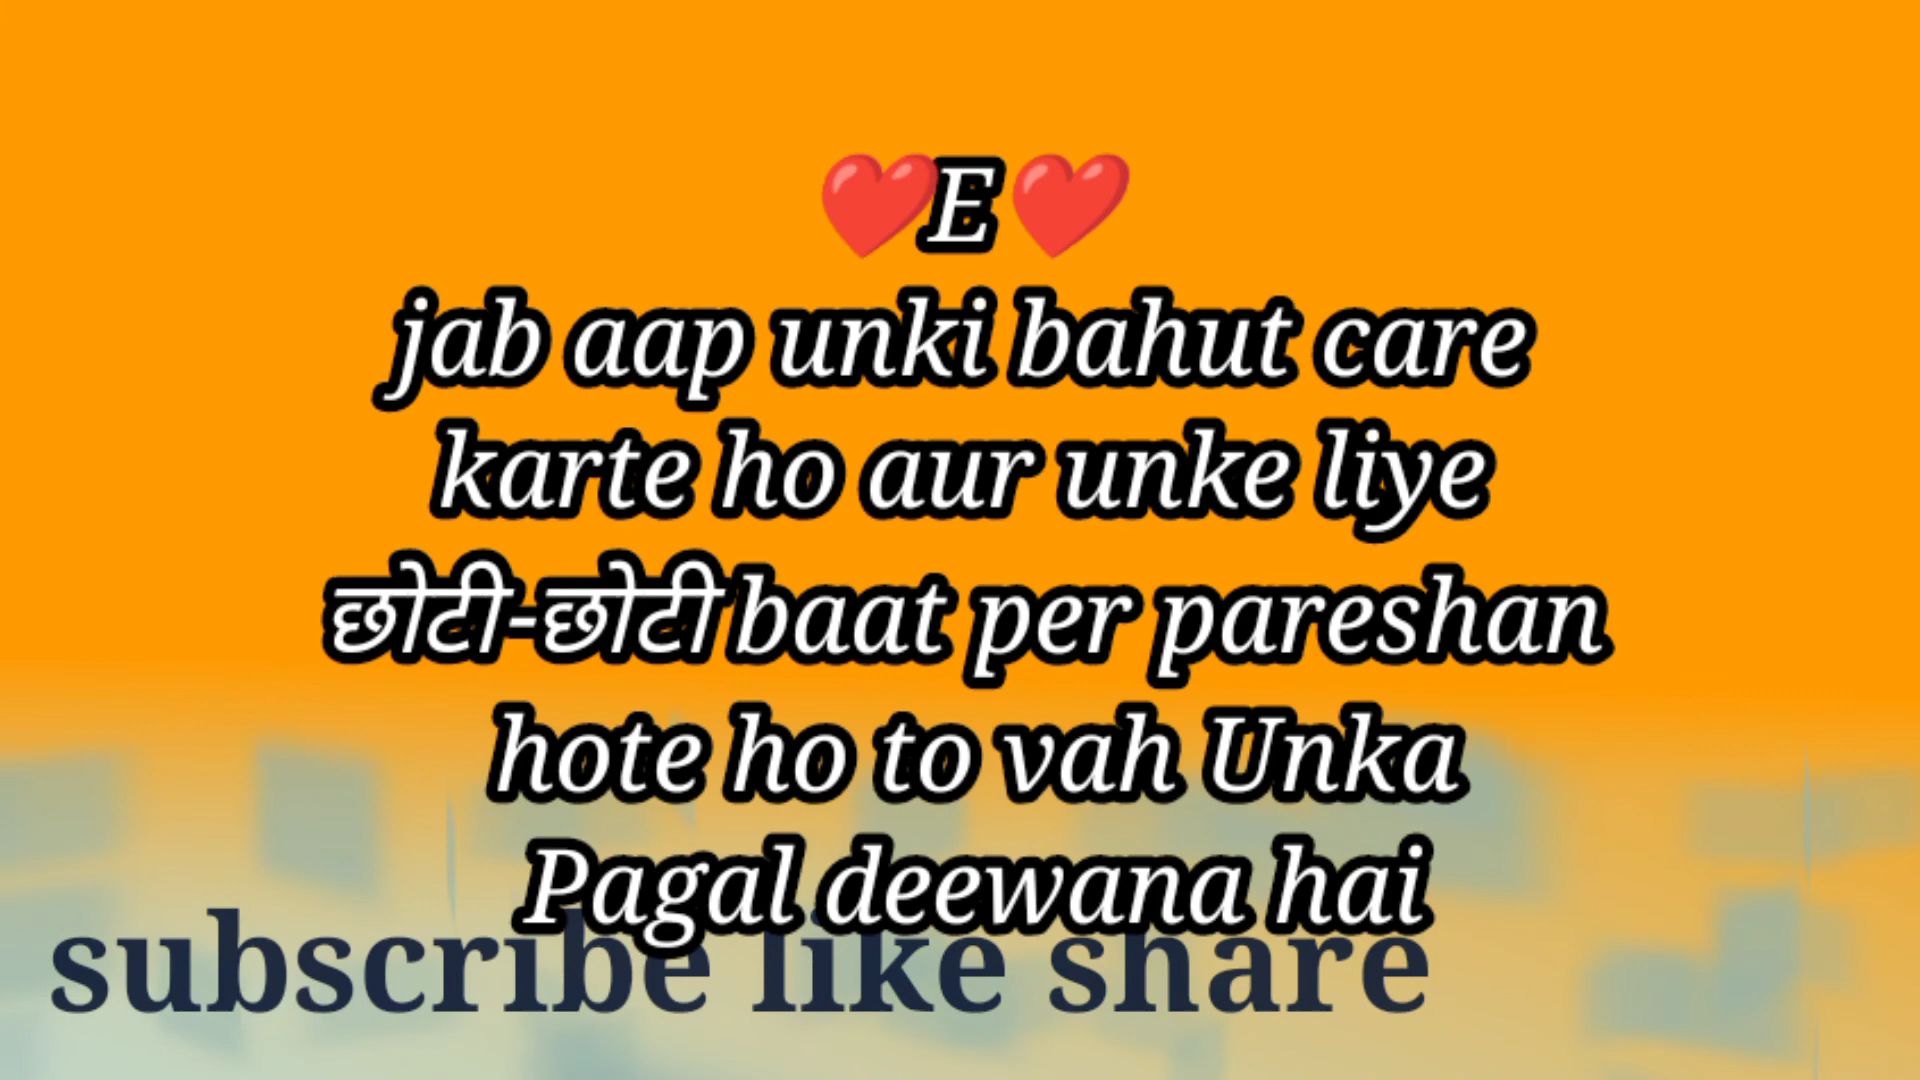 ❤️E❤️
jab aap unki bahut care
karte ho aur unke liye
छोटी-छोटी baat per pareshan
hote ho to vah Unka
Pagal deewana hai
subscribe like share